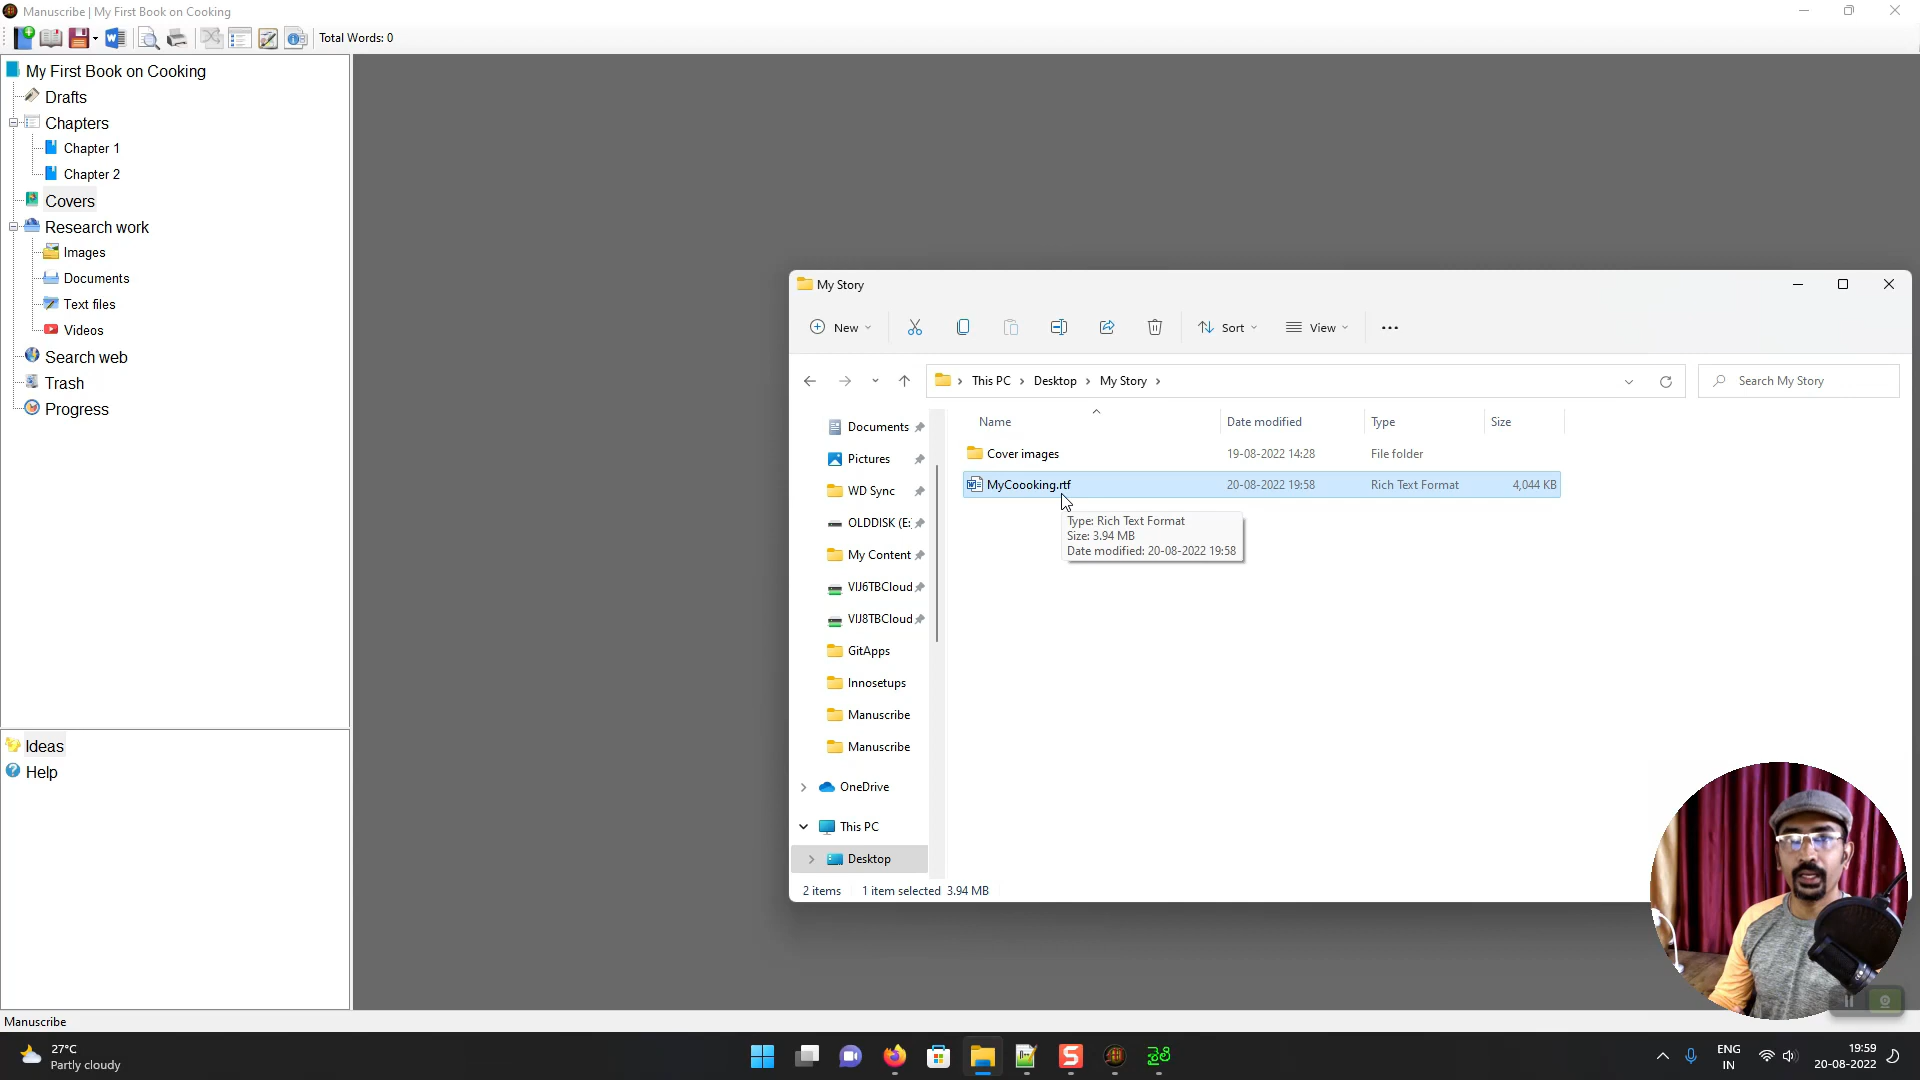 Manuscribe | My First Book on Cooking
Total Words: 0
My First Book on Cooking
Drafts
Chapters
Chapter 1
Chapter 2
Covers
Research work
Images
Documents
Text files
Videos
Search web
Trash
Progress
Ideas
Help
Manuscribe
My Story
New
Sort
View
This PC > Desktop > My Story >
Search My Story
Documents
Pictures
WD Sync
OLDDISK (E:
My Content
VIJ6TBCloud
VIJ8TBCloud
GitApps
Innosetups
Manuscribe
Manuscribe
OneDrive
This PC
Desktop
Name Date modified Type Size
Cover images 19-08-2022 14:28 File folder
MyCoooking.rtf 20-08-2022 19:58 Rich Text Format 4,044 KB
Type: Rich Text Format
Size: 3.94 MB
Date modified: 20-08-2022 19:58
2 items 1 item selected 3.94 MB
27°C
Partly cloudy
ENG
IN
19:59
20-08-2022